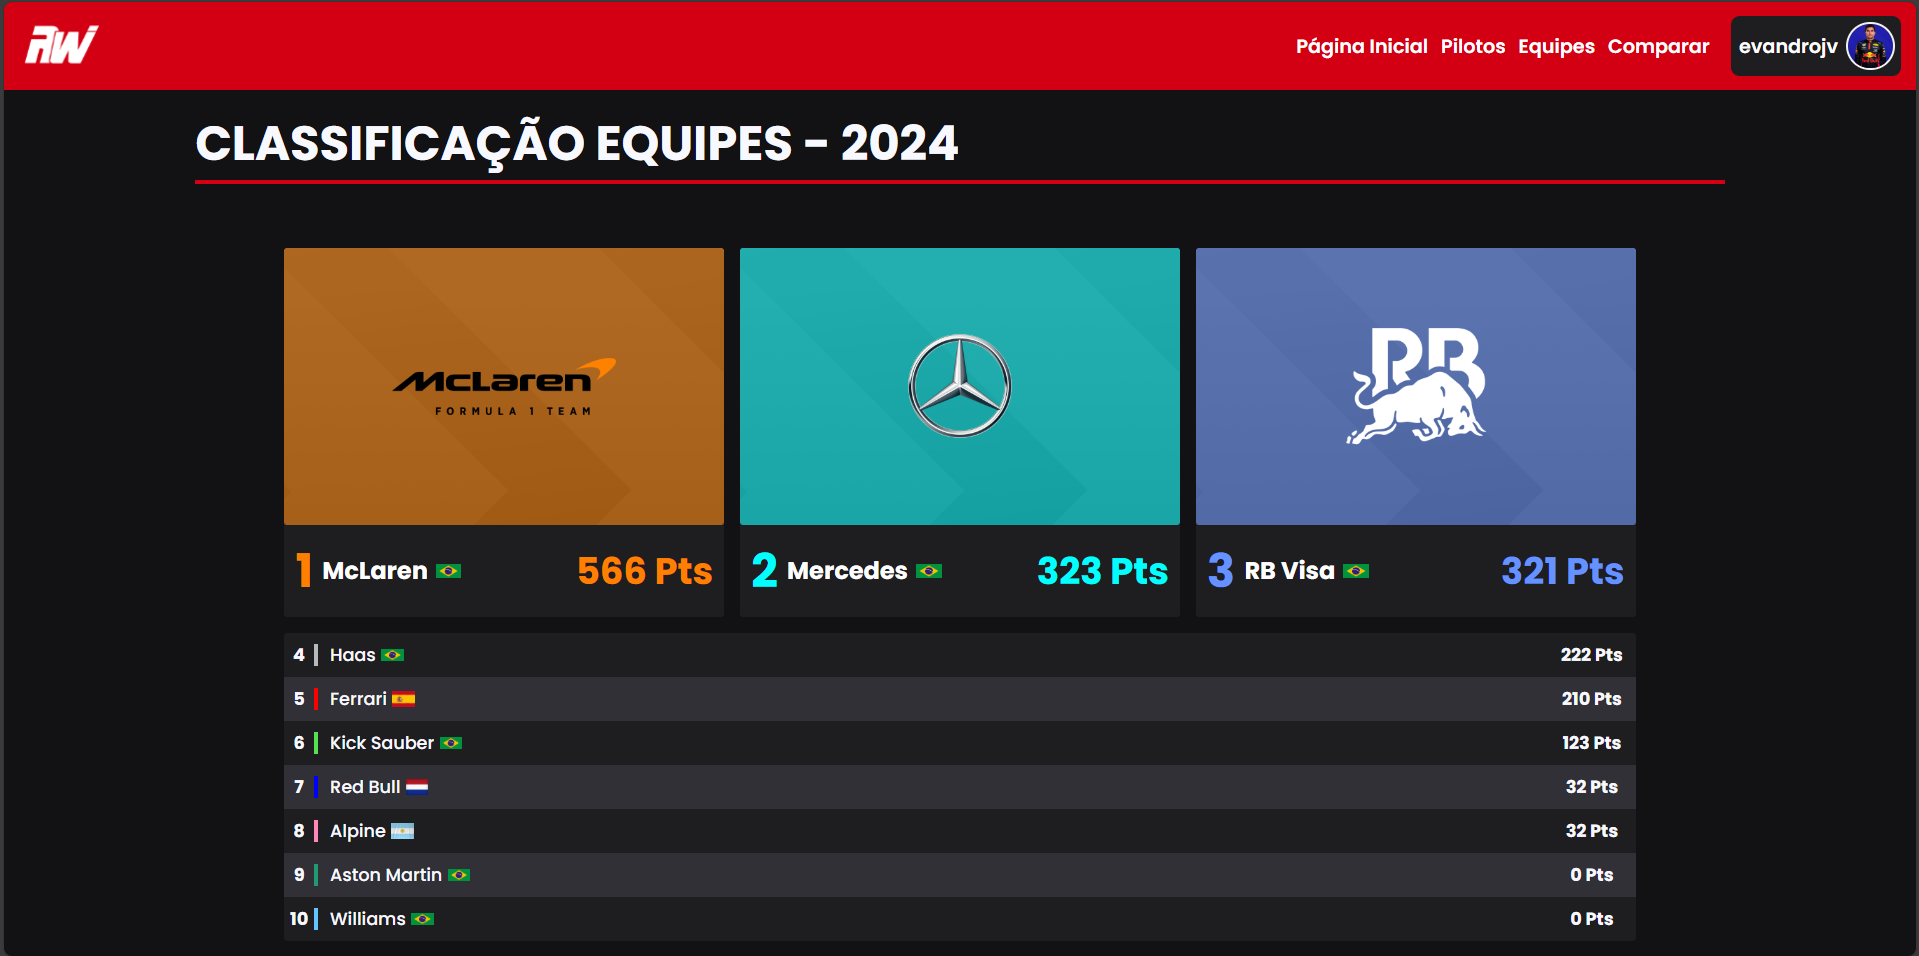 RW
Página Inicial Pilotos Equipes Comparar evandrojv
CLASSIFICAÇÃO EQUIPES - 2024
McLaren
FORMULA 1 TEAM
RB
1 McLaren 566 Pts
2 Mercedes 323 Pts
3 RB Visa 321 Pts
4 Haas 222 Pts
5 Ferrari 210 Pts
6 Kick Sauber 123 Pts
7 Red Bull 32 Pts
8 Alpine 32 Pts
9 Aston Martin 0 Pts
10 Williams 0 Pts